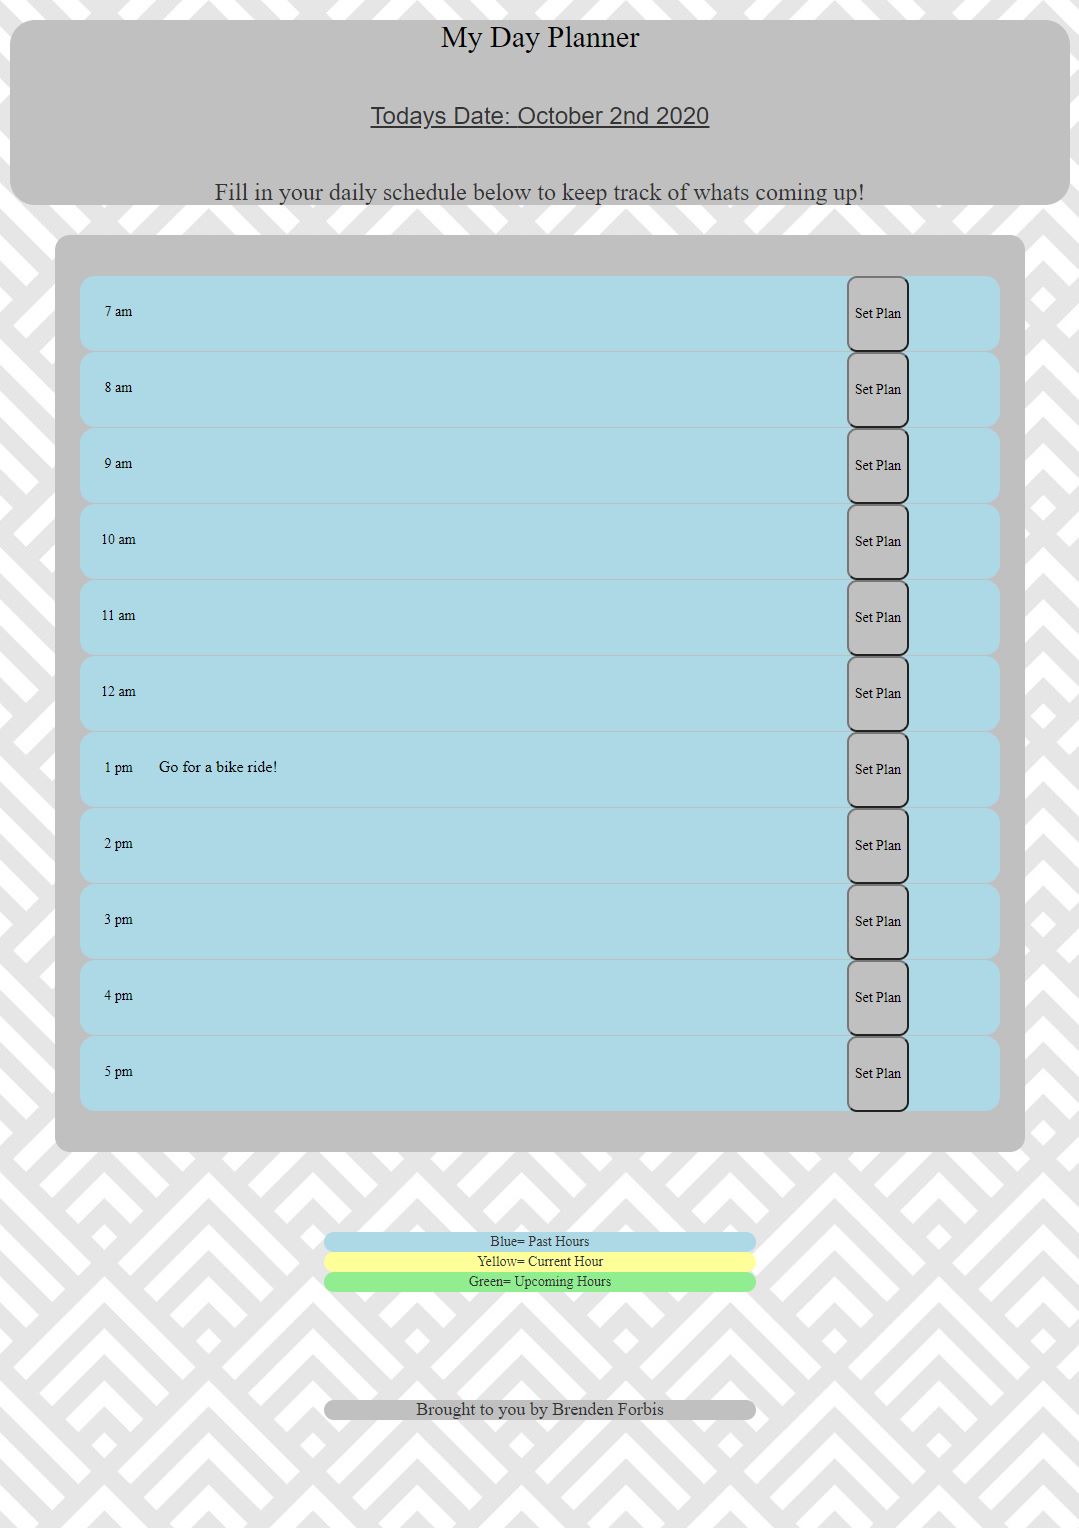 My Day Planner
Todays Date: October 2nd 2020
Fill in your daily schedule below to keep track of whats coming up!
7 am Set Plan
8 am Set Plan
9 am Set Plan
10 am Set Plan
11 am Set Plan
12 am Set Plan
1 pm Go for a bike ride! Set Plan
2 pm Set Plan
3 pm Set Plan
4 pm Set Plan
5 pm Set Plan
Blue= Past Hours
Yellow= Current Hour
Green= Upcoming Hours
Brought to you by Brenden Forbis